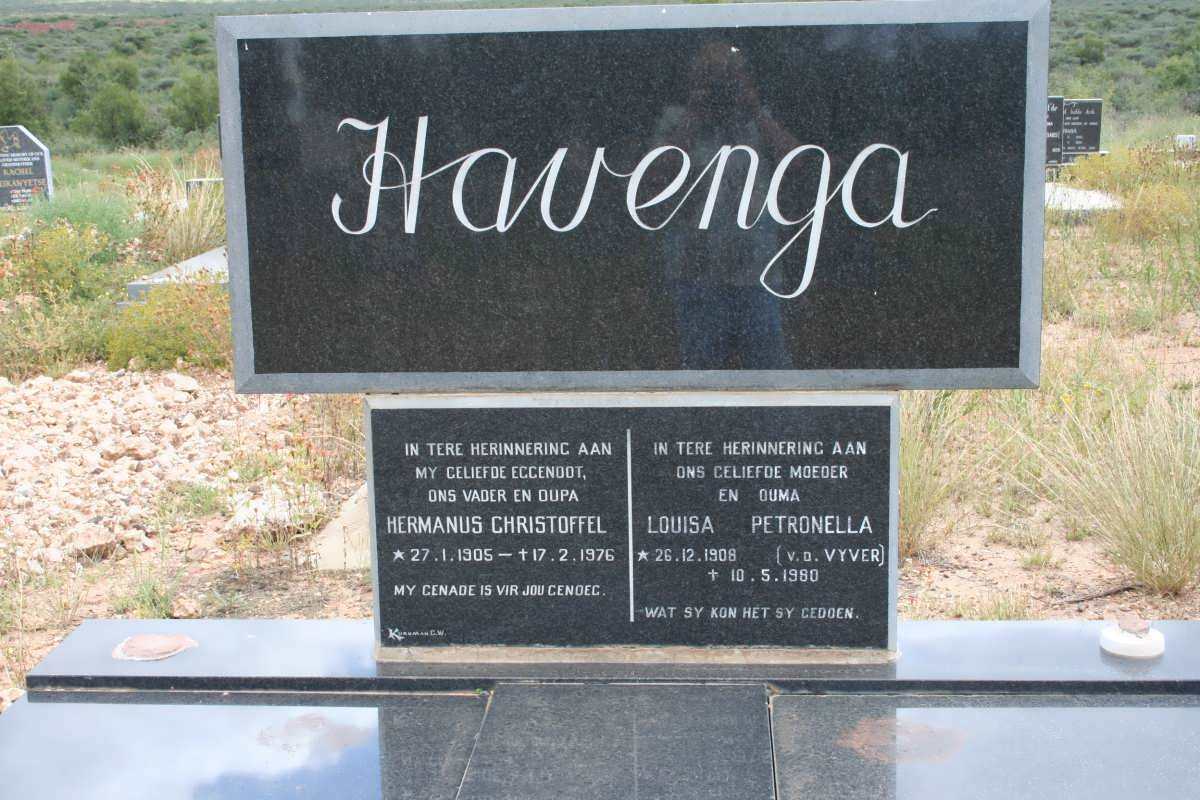 Havenga
IN TERE HERINNERING AAN
MY GELIEFDE EGGENOOT,
ONS VADER EN OUPA
HERMANUS CHRISTOFFEL
★ 27.1.1905 — †17.2.1976
MY GENADE IS VIR JOU GENOEG.
KURUMAN G.W.
IN TERE HERINNERING AAN
ONS GELIEFDE MOEDER
EN OUMA
LOUISA PETRONELLA
★ 26.12.1908 (v.d. VYVER)
† 10.5.1980
WAT SY KON HET SY GEDOEN.
RACHEL